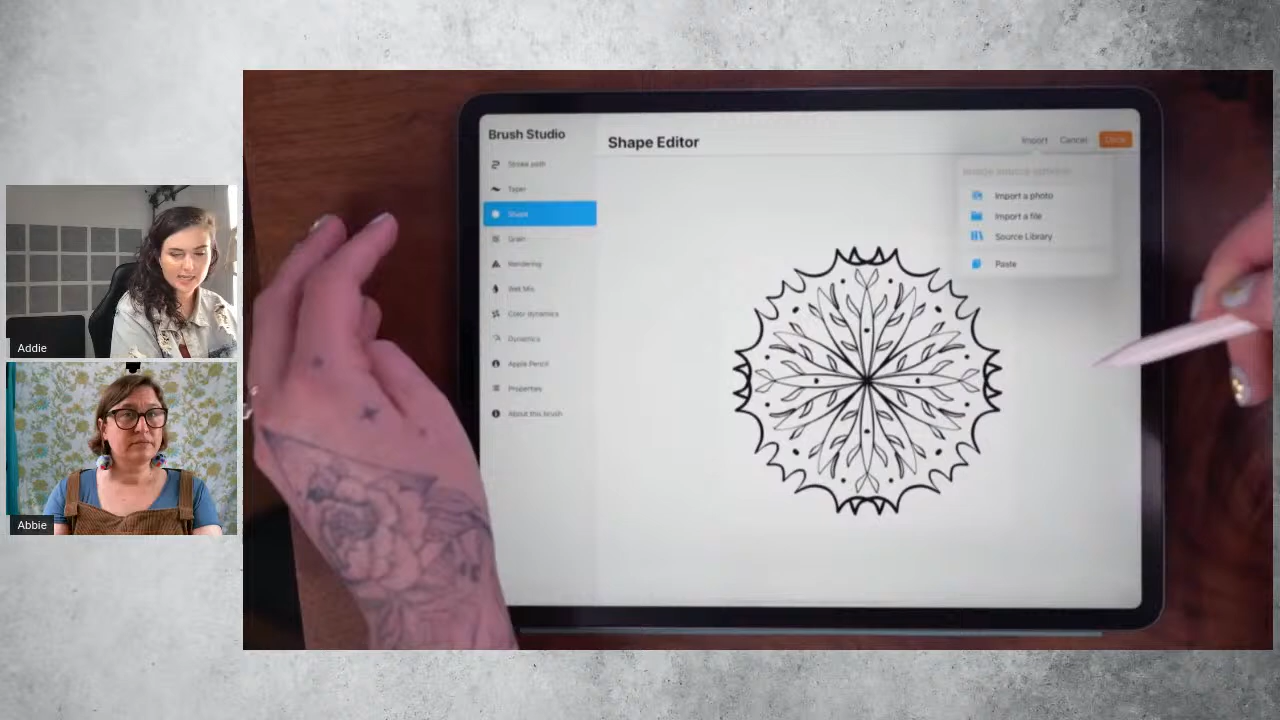 Addie
Abbie
Brush Studio
Stroke path
Taper
Shape
Grain
Rendering
Wet Mix
Color dynamics
Dynamics
Apple Pencil
Properties
About this brush
Shape Editor
Import
Cancel
Done
Import a photo
Import a file
Source Library
Paste